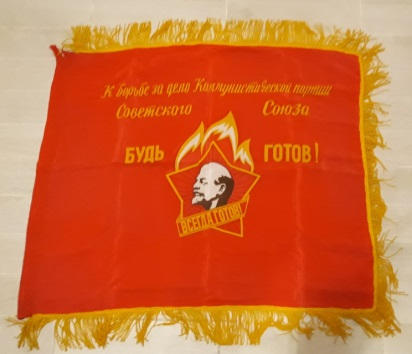 К борьбе за дело Коммунистической партии
Советского Союза
БУДЬ ГОТОВ!
ВСЕГДА ГОТОВ!